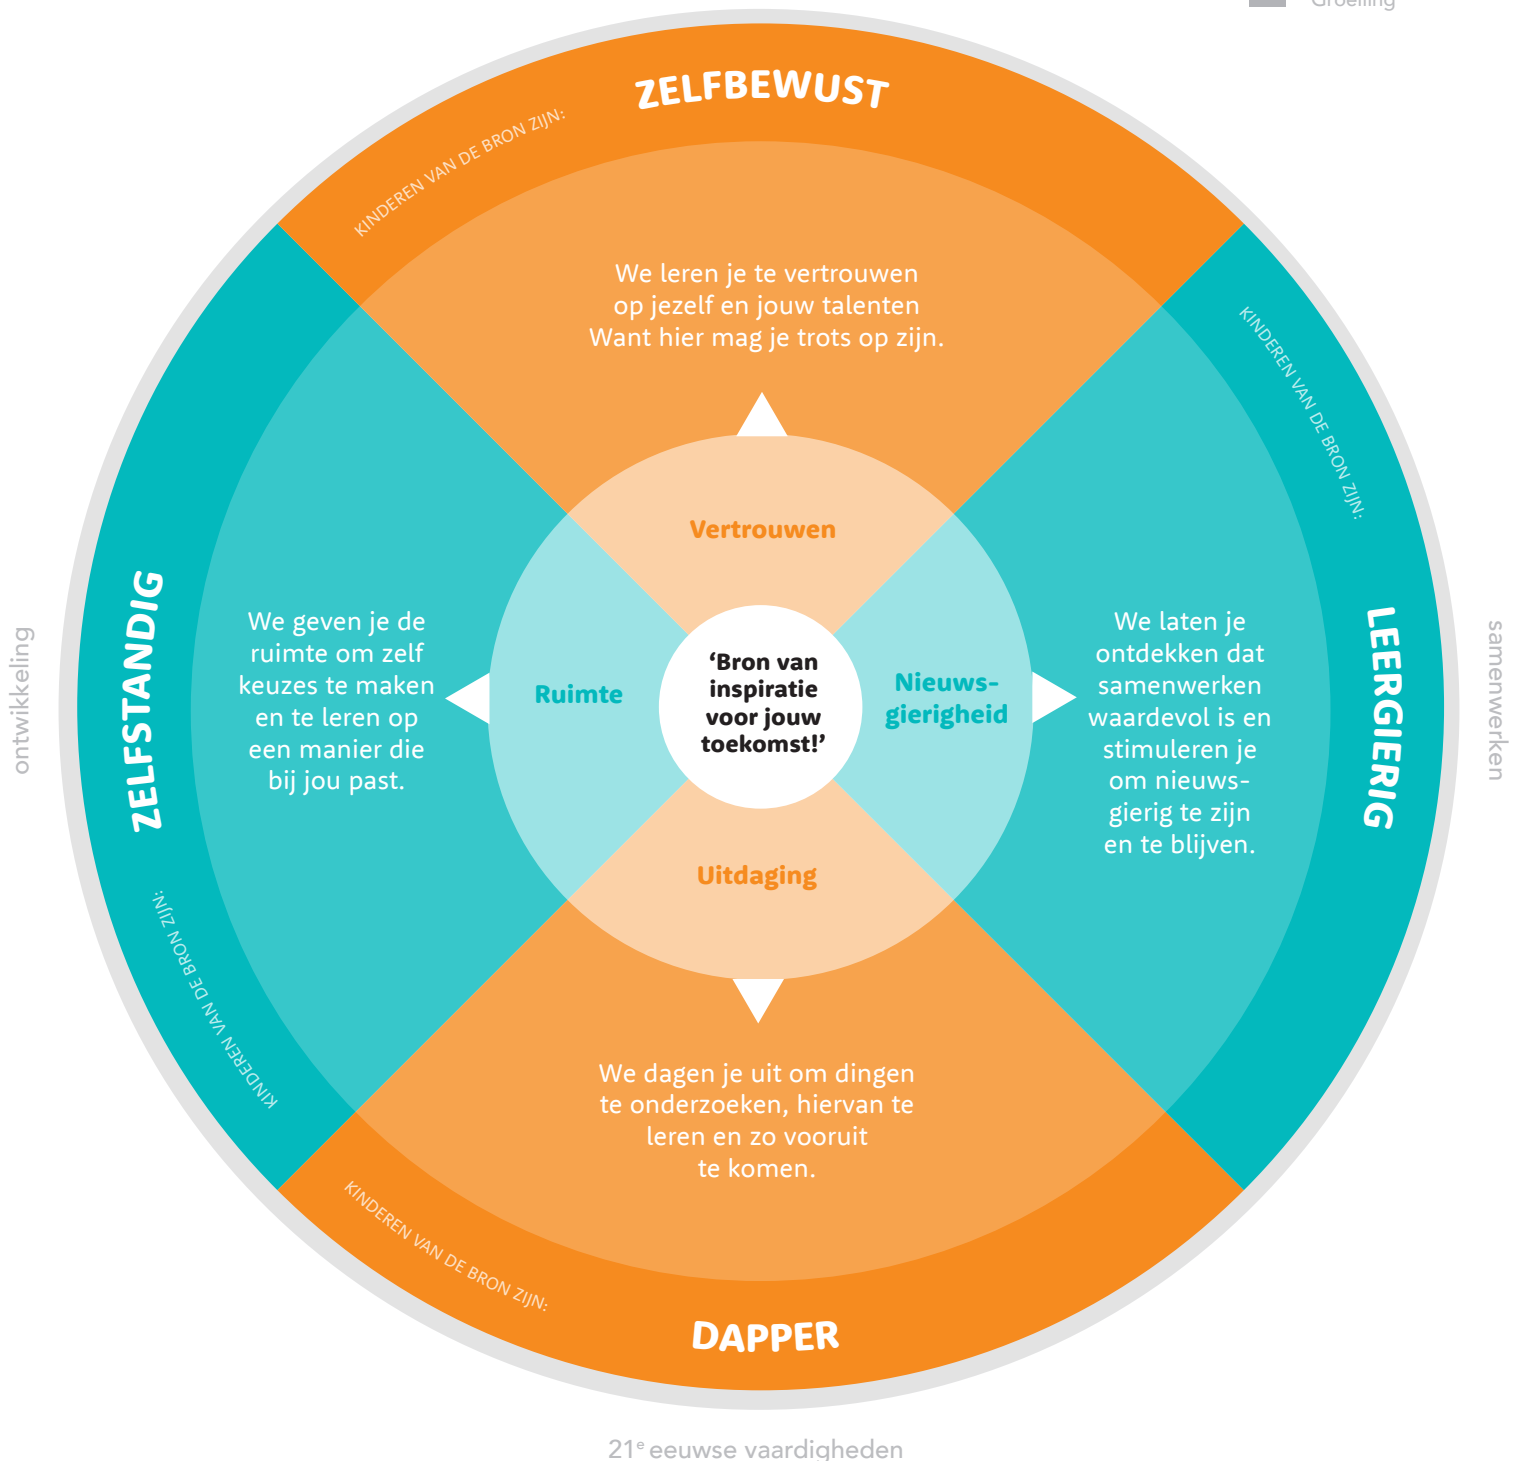 Groeiling
KINDEREN VAN DE BRON ZIJN:
ZELFBEWUST
We leren je te vertrouwen
op jezelf en jouw talenten
Want hier mag je trots op zijn.
Vertrouwen
KINDEREN VAN DE BRON ZIJN:
LEERGIERIG
We laten je
ontdekken dat
samenwerken
waardevol is en
stimuleren je
om nieuws-
gierig te zijn
en te blijven.
Nieuws-
gierigheid
samenwerken
‘Bron van
inspiratie
voor jouw
toekomst!’
ontwikkeling
KINDEREN VAN DE BRON ZIJN:
ZELFSTANDIG
We geven je de
ruimte om zelf
keuzes te maken
en te leren op
een manier die
bij jou past.
Ruimte
Uitdaging
We dagen je uit om dingen
te onderzoeken, hiervan te
leren en zo vooruit
te komen.
KINDEREN VAN DE BRON ZIJN:
DAPPER
21e eeuwse vaardigheden